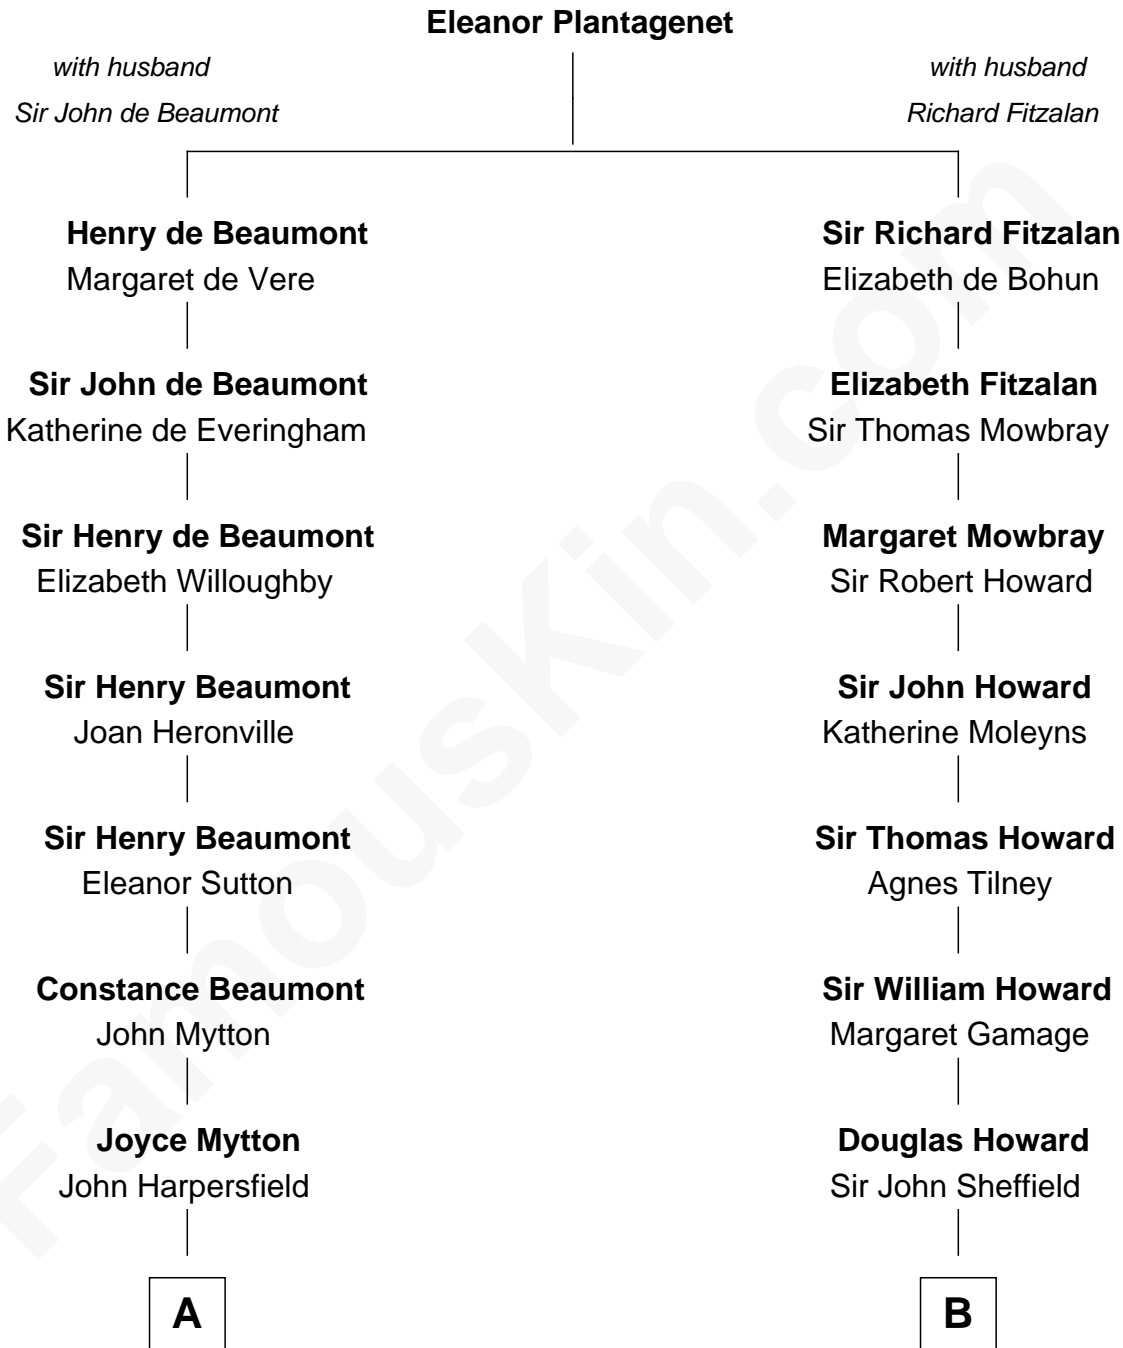 Eleanor Plantagenet
with husband
Sir John de Beaumont
with husband
Richard Fitzalan
Henry de Beaumont
Margaret de Vere
Sir Richard Fitzalan
Elizabeth de Bohun
Sir John de Beaumont
Katherine de Everingham
Elizabeth Fitzalan
Sir Thomas Mowbray
Sir Henry de Beaumont
Elizabeth Willoughby
Margaret Mowbray
Sir Robert Howard
Sir Henry Beaumont
Joan Heronville
Sir John Howard
Katherine Moleyns
Sir Henry Beaumont
Eleanor Sutton
Sir Thomas Howard
Agnes Tilney
Constance Beaumont
John Mytton
Sir William Howard
Margaret Gamage
Joyce Mytton
John Harpersfield
Douglas Howard
Sir John Sheffield
A
B
FamousKin.com